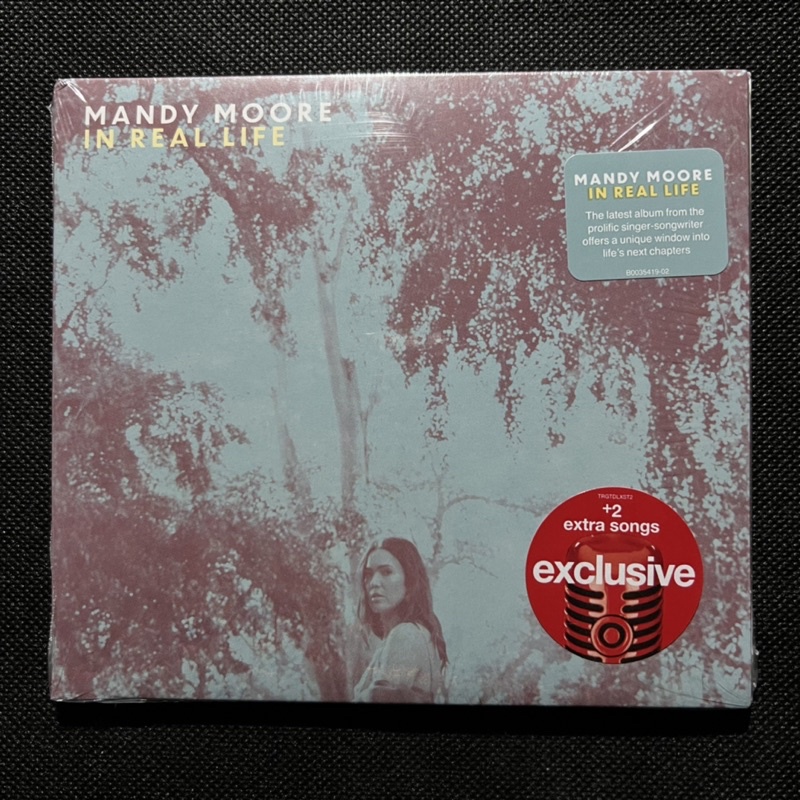 MANDY MOORE
IN REAL LIFE
MANDY MOORE
IN REAL LIFE
The latest album from the
prolific singer-songwriter
offers a unique window into
life's next chapters
B0035419-02
TRGTDLXST2
+2
extra songs
exclusive